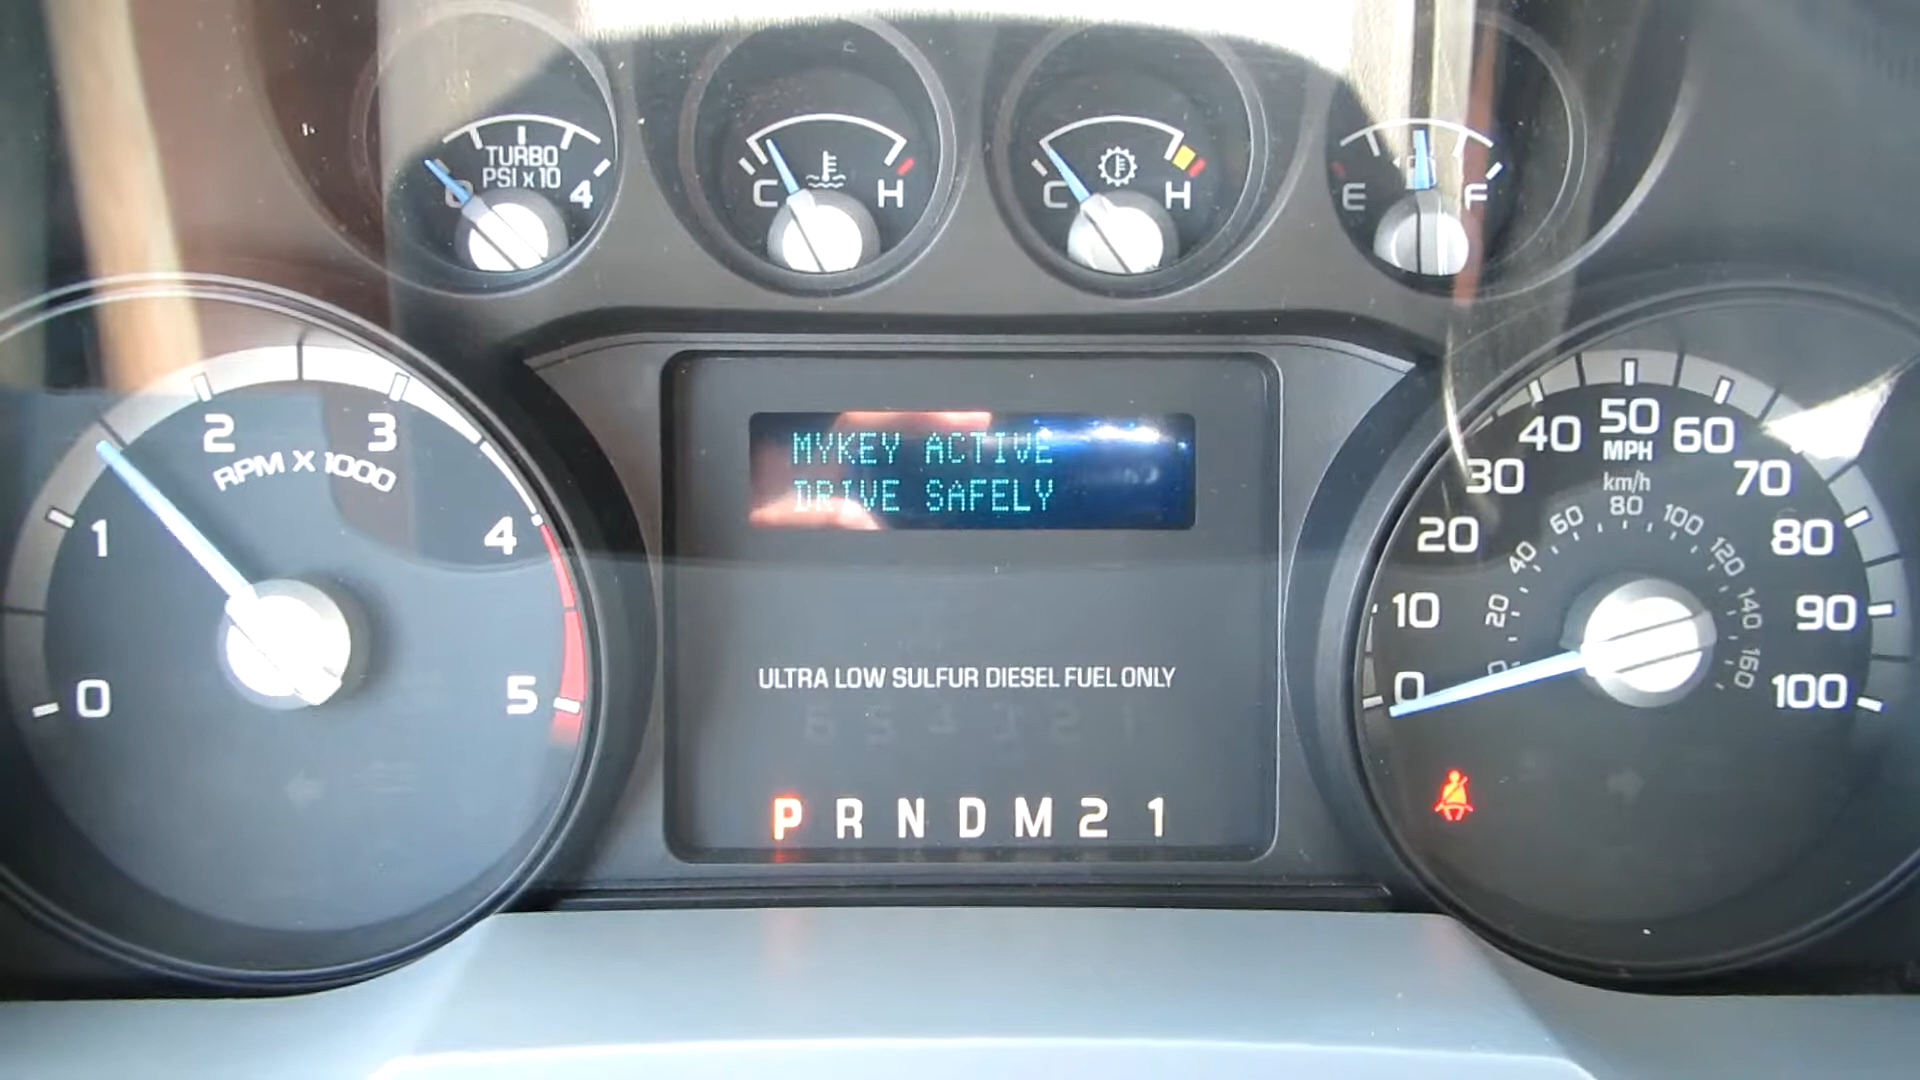 TURBO
PSI x 10
0 4
C H
C H
E F
0 1 2 3 4 5
RPM X 1000
MYKEY ACTIVE
DRIVE SAFELY
ULTRA LOW SULFUR DIESEL FUEL ONLY
P R N D M 2 1
0 10 20 30 40 50 60 70 80 90 100
MPH
km/h
0 20 40 60 80 100 120 140 160